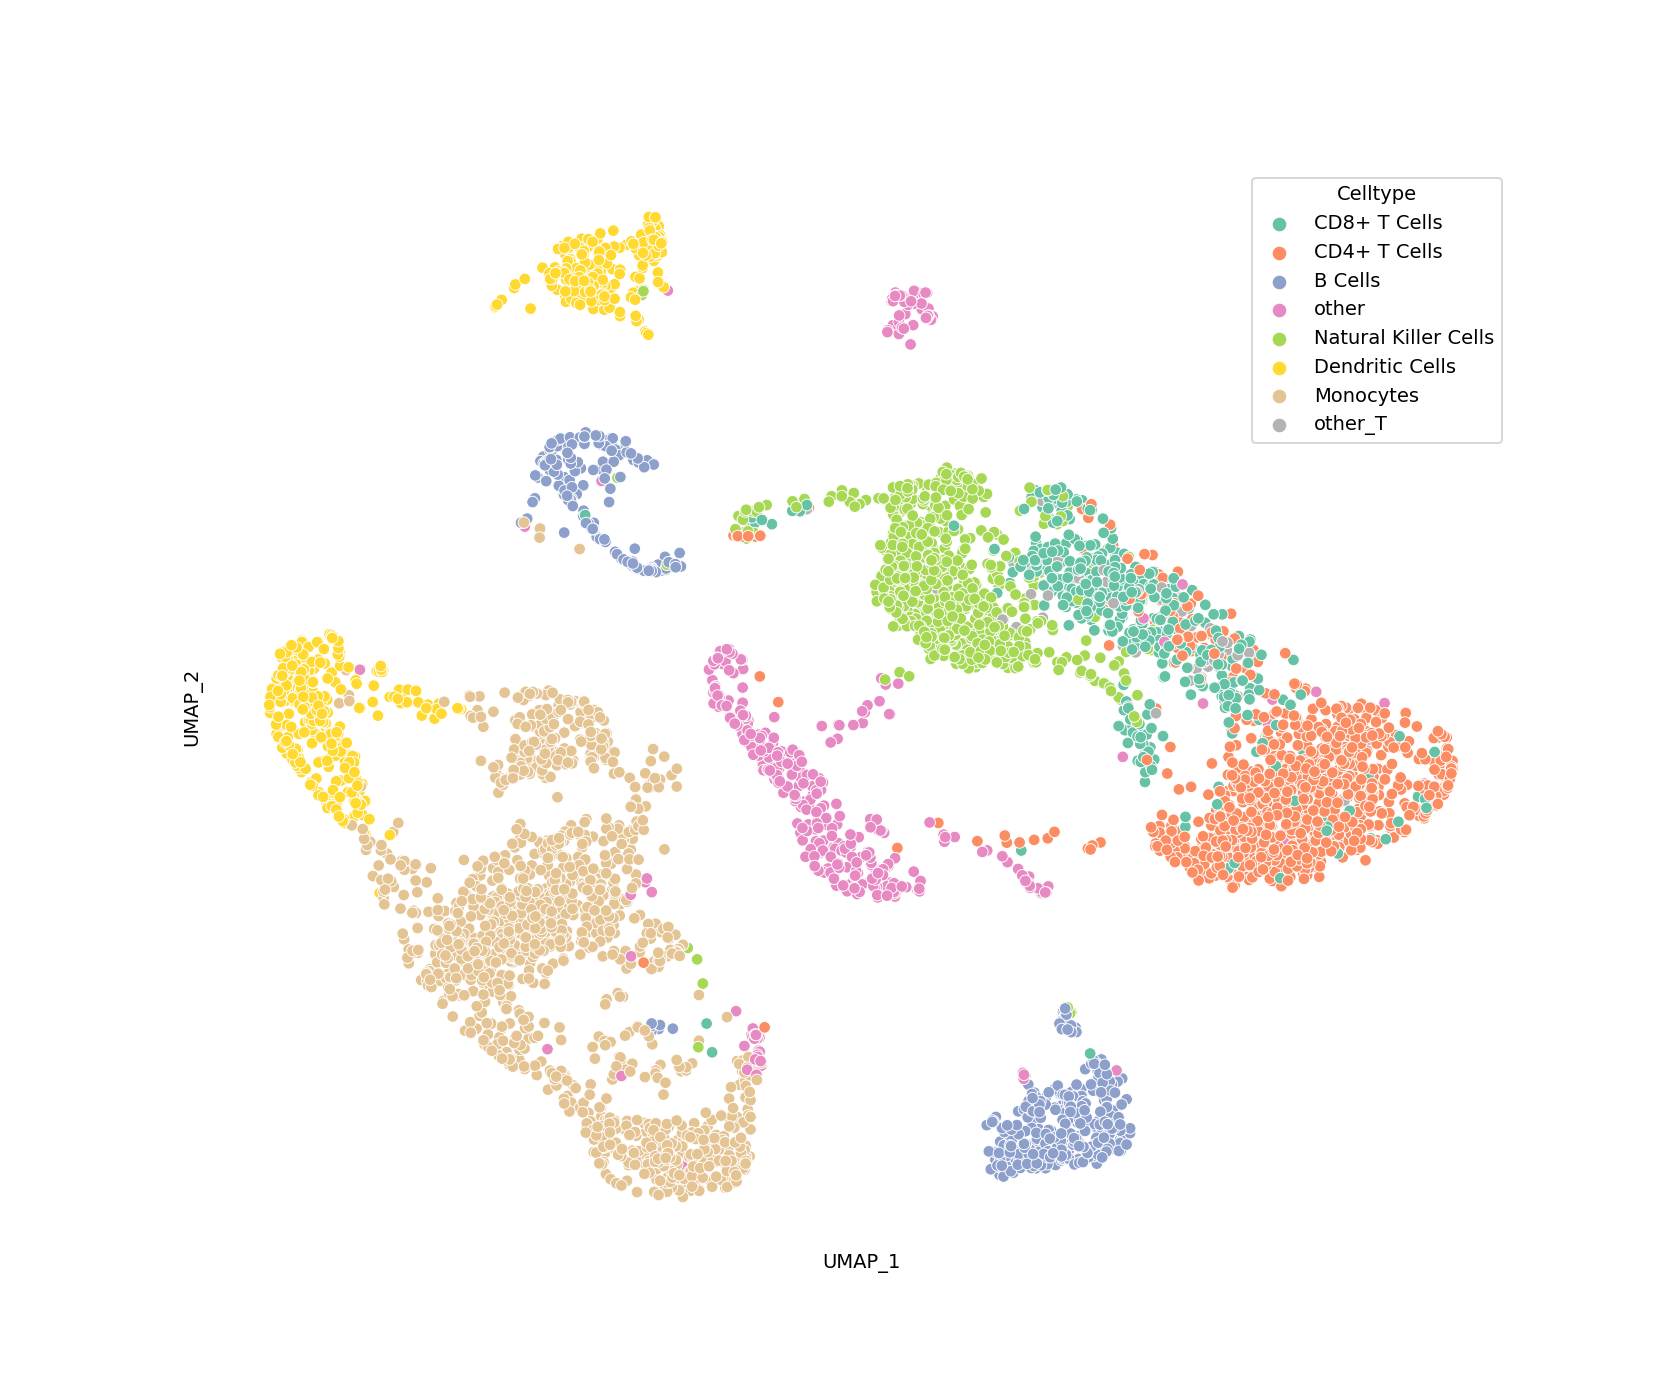 Celltype
CD8+ T Cells
CD4+ T Cells
B Cells
other
Natural Killer Cells
Dendritic Cells
Monocytes
other_T
UMAP_2
UMAP_1